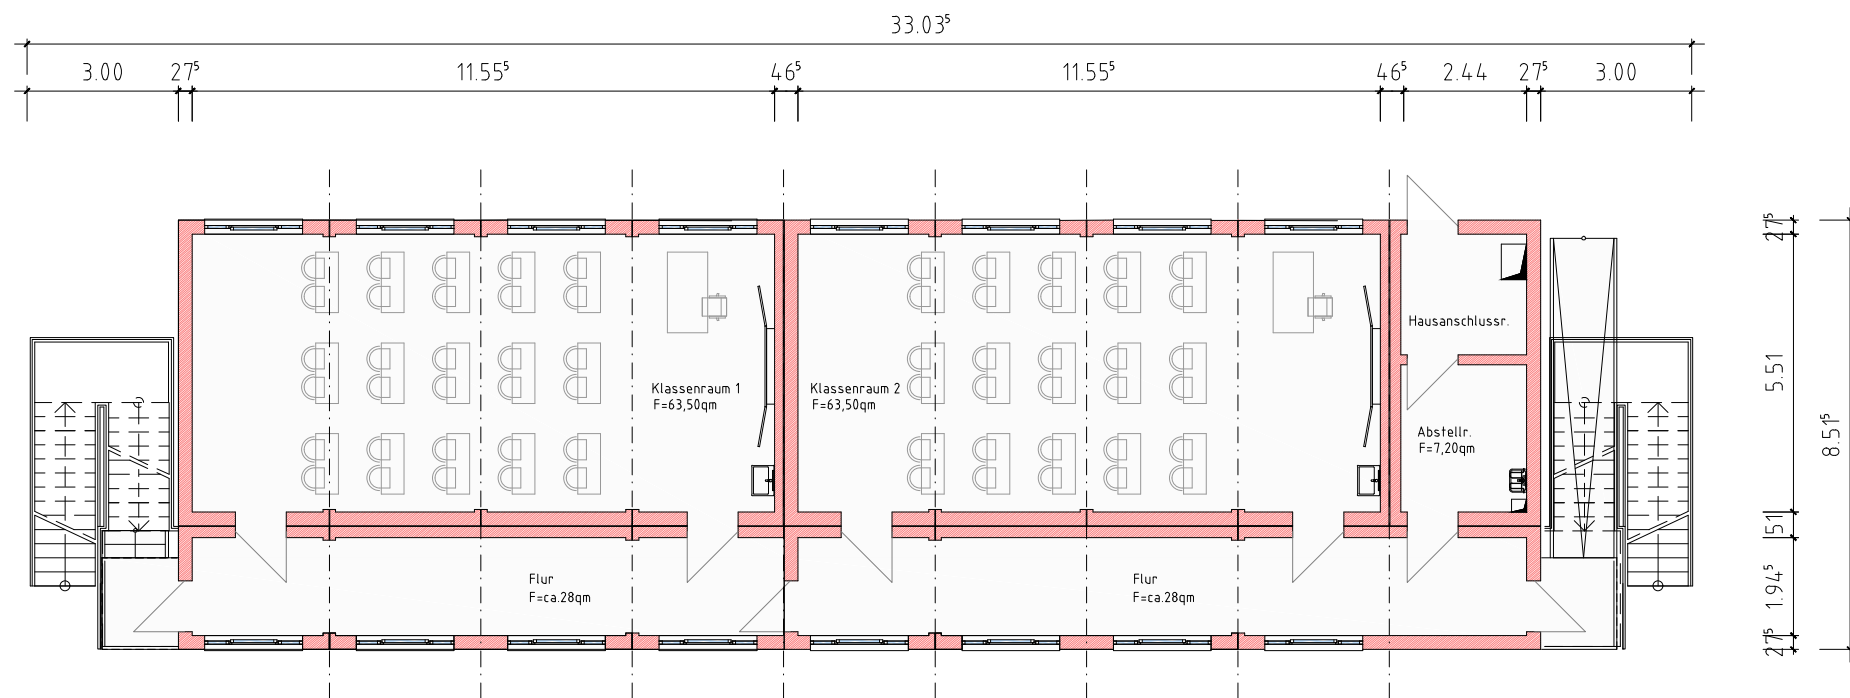 33.03⁵
3.00 27⁵ 11.55⁵ 46⁵ 11.55⁵ 46⁵ 2.44 27⁵ 3.00
27⁵
Hausanschlussr.
5.51
Klassenraum 1
F=63,50qm
Klassenraum 2
F=63,50qm
Abstellr.
F=7,20qm
8.51⁵
51
Flur
F=ca.28qm
Flur
F=ca.28qm
1.94⁵
27⁵